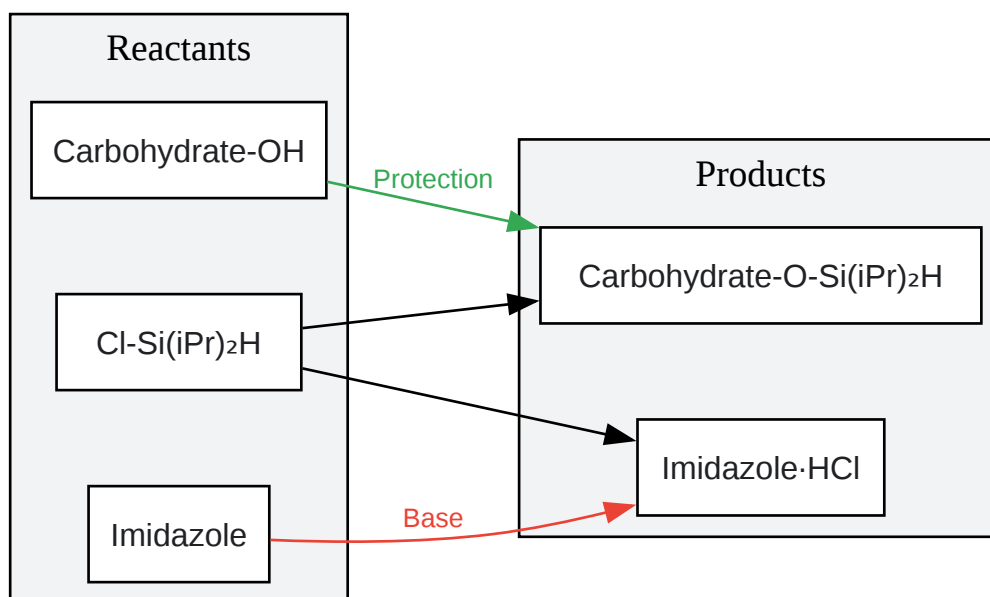 Reactants
Carbohydrate-OH
Protection
Products
Carbohydrate-O-Si(iPr)₂H
Cl-Si(iPr)₂H
Imidazole·HCl
Base
Imidazole